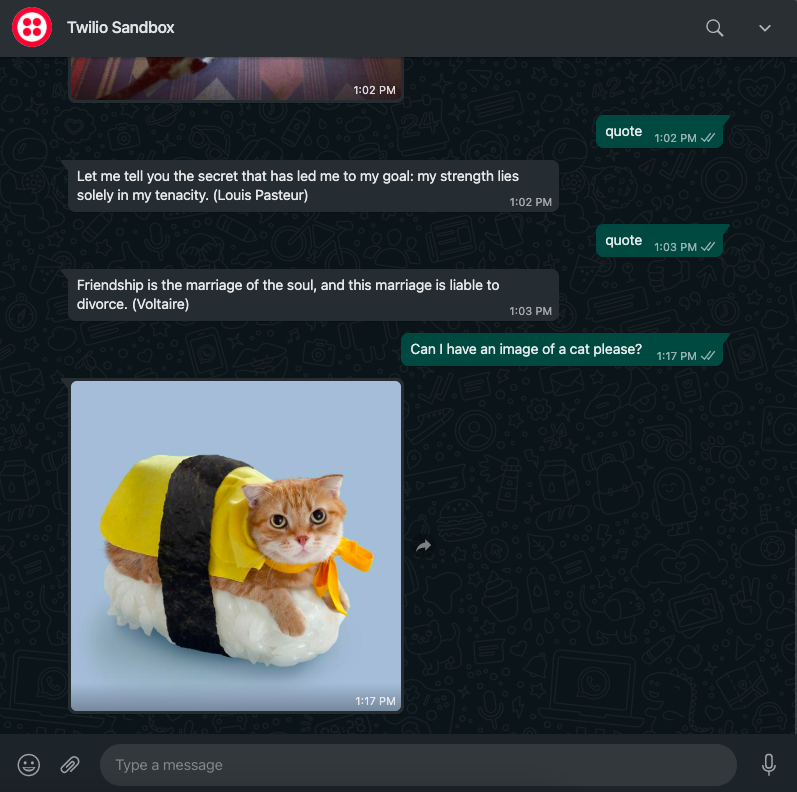 Twilio Sandbox
1:02 PM
quote 1:02 PM
Let me tell you the secret that has led me to my goal: my strength lies
solely in my tenacity. (Louis Pasteur)
1:02 PM
quote 1:03 PM
Friendship is the marriage of the soul, and this marriage is liable to
divorce. (Voltaire)
1:03 PM
Can I have an image of a cat please? 1:17 PM
1:17 PM
Type a message